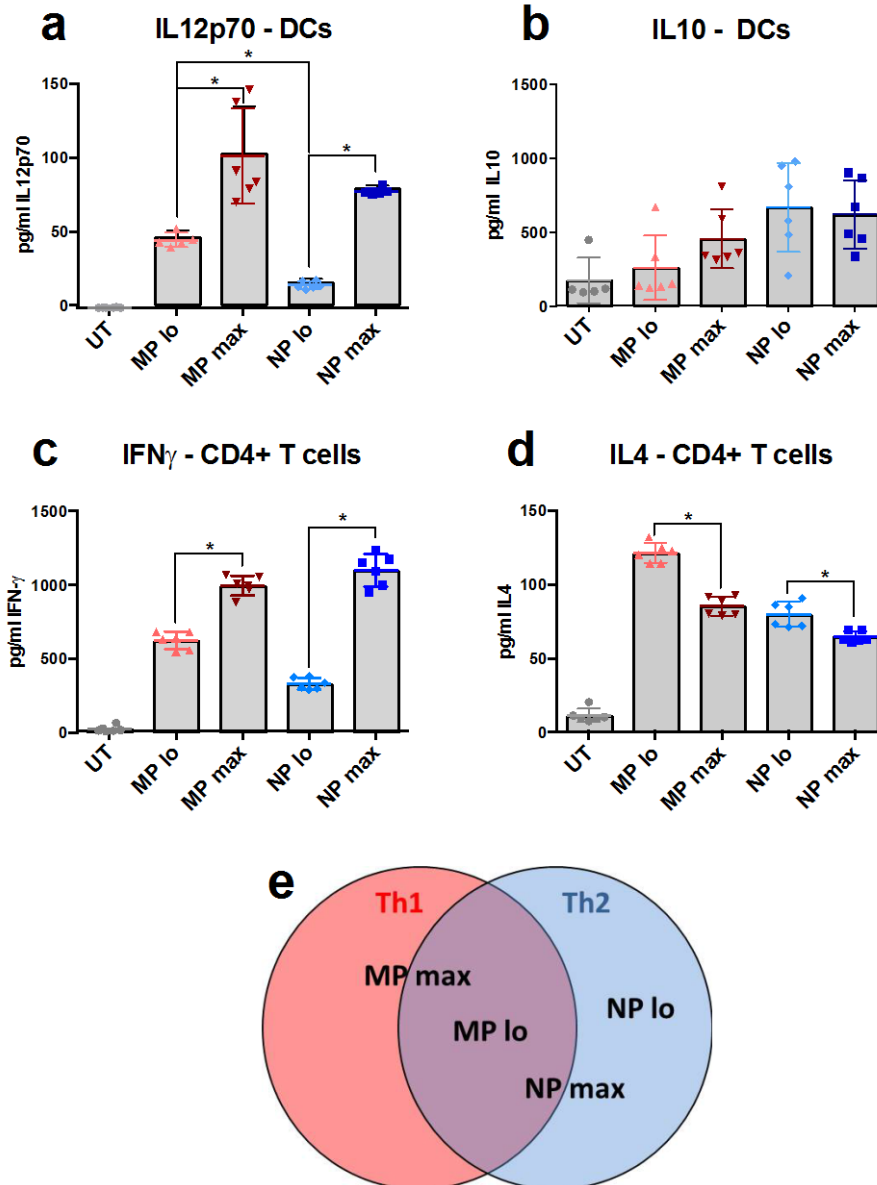 a
IL12p70 - DCs
pg/ml IL12p70
150
100
50
0
*
*
*
UT
MP lo
MP max
NP lo
NP max
b
IL10 - DCs
pg/ml IL10
1500
1000
500
0
UT
MP lo
MP max
NP lo
NP max
c
IFNγ - CD4+ T cells
pg/ml IFN-γ
1500
1000
500
0
*
*
UT
MP lo
MP max
NP lo
NP max
d
IL4 - CD4+ T cells
pg/ml IL4
150
100
50
0
*
*
UT
MP lo
MP max
NP lo
NP max
e
Th1
Th2
MP max
NP lo
MP lo
NP max